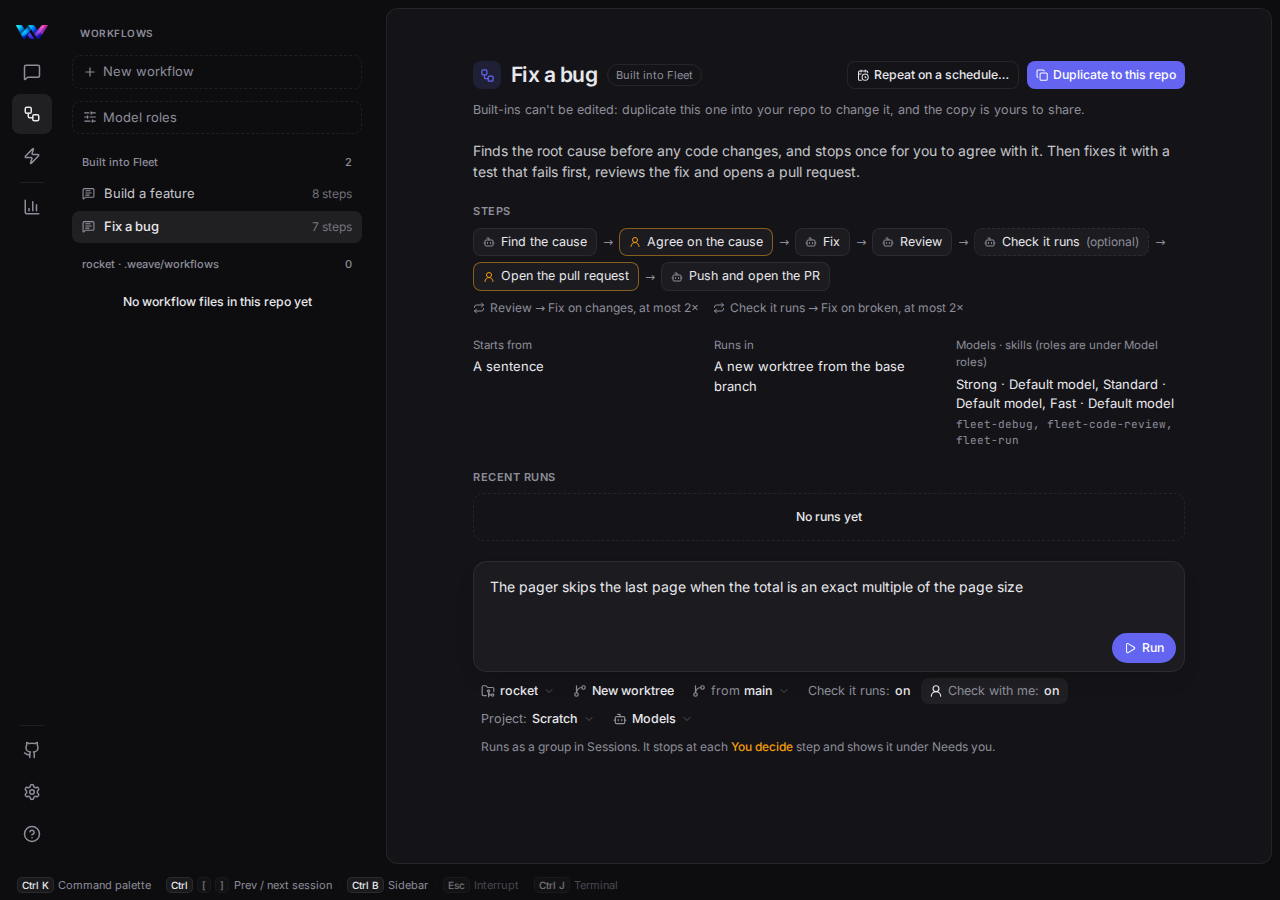 WORKFLOWS
New workflow
Model roles
Built into Fleet 2
Build a feature 8 steps
Fix a bug 7 steps
rocket · .weave/workflows 0
No workflow files in this repo yet
Fix a bug Built into Fleet Repeat on a schedule... Duplicate to this repo
Built-ins can't be edited: duplicate this one into your repo to change it, and the copy is yours to share.
Finds the root cause before any code changes, and stops once for you to agree with it. Then fixes it with a
test that fails first, reviews the fix and opens a pull request.
STEPS
Find the cause → Agree on the cause → Fix → Review → Check it runs (optional) →
Open the pull request → Push and open the PR
Review → Fix on changes, at most 2× Check it runs → Fix on broken, at most 2×
Starts from
A sentence
Runs in
A new worktree from the base
branch
Models · skills (roles are under Model
roles)
Strong · Default model, Standard ·
Default model, Fast · Default model
fleet-debug, fleet-code-review,
fleet-run
RECENT RUNS
No runs yet
The pager skips the last page when the total is an exact multiple of the page size
Run
rocket New worktree from main Check it runs: on Check with me: on
Project: Scratch Models
Runs as a group in Sessions. It stops at each You decide step and shows it under Needs you.
Ctrl K Command palette Ctrl [ ] Prev / next session Ctrl B Sidebar Esc Interrupt Ctrl J Terminal